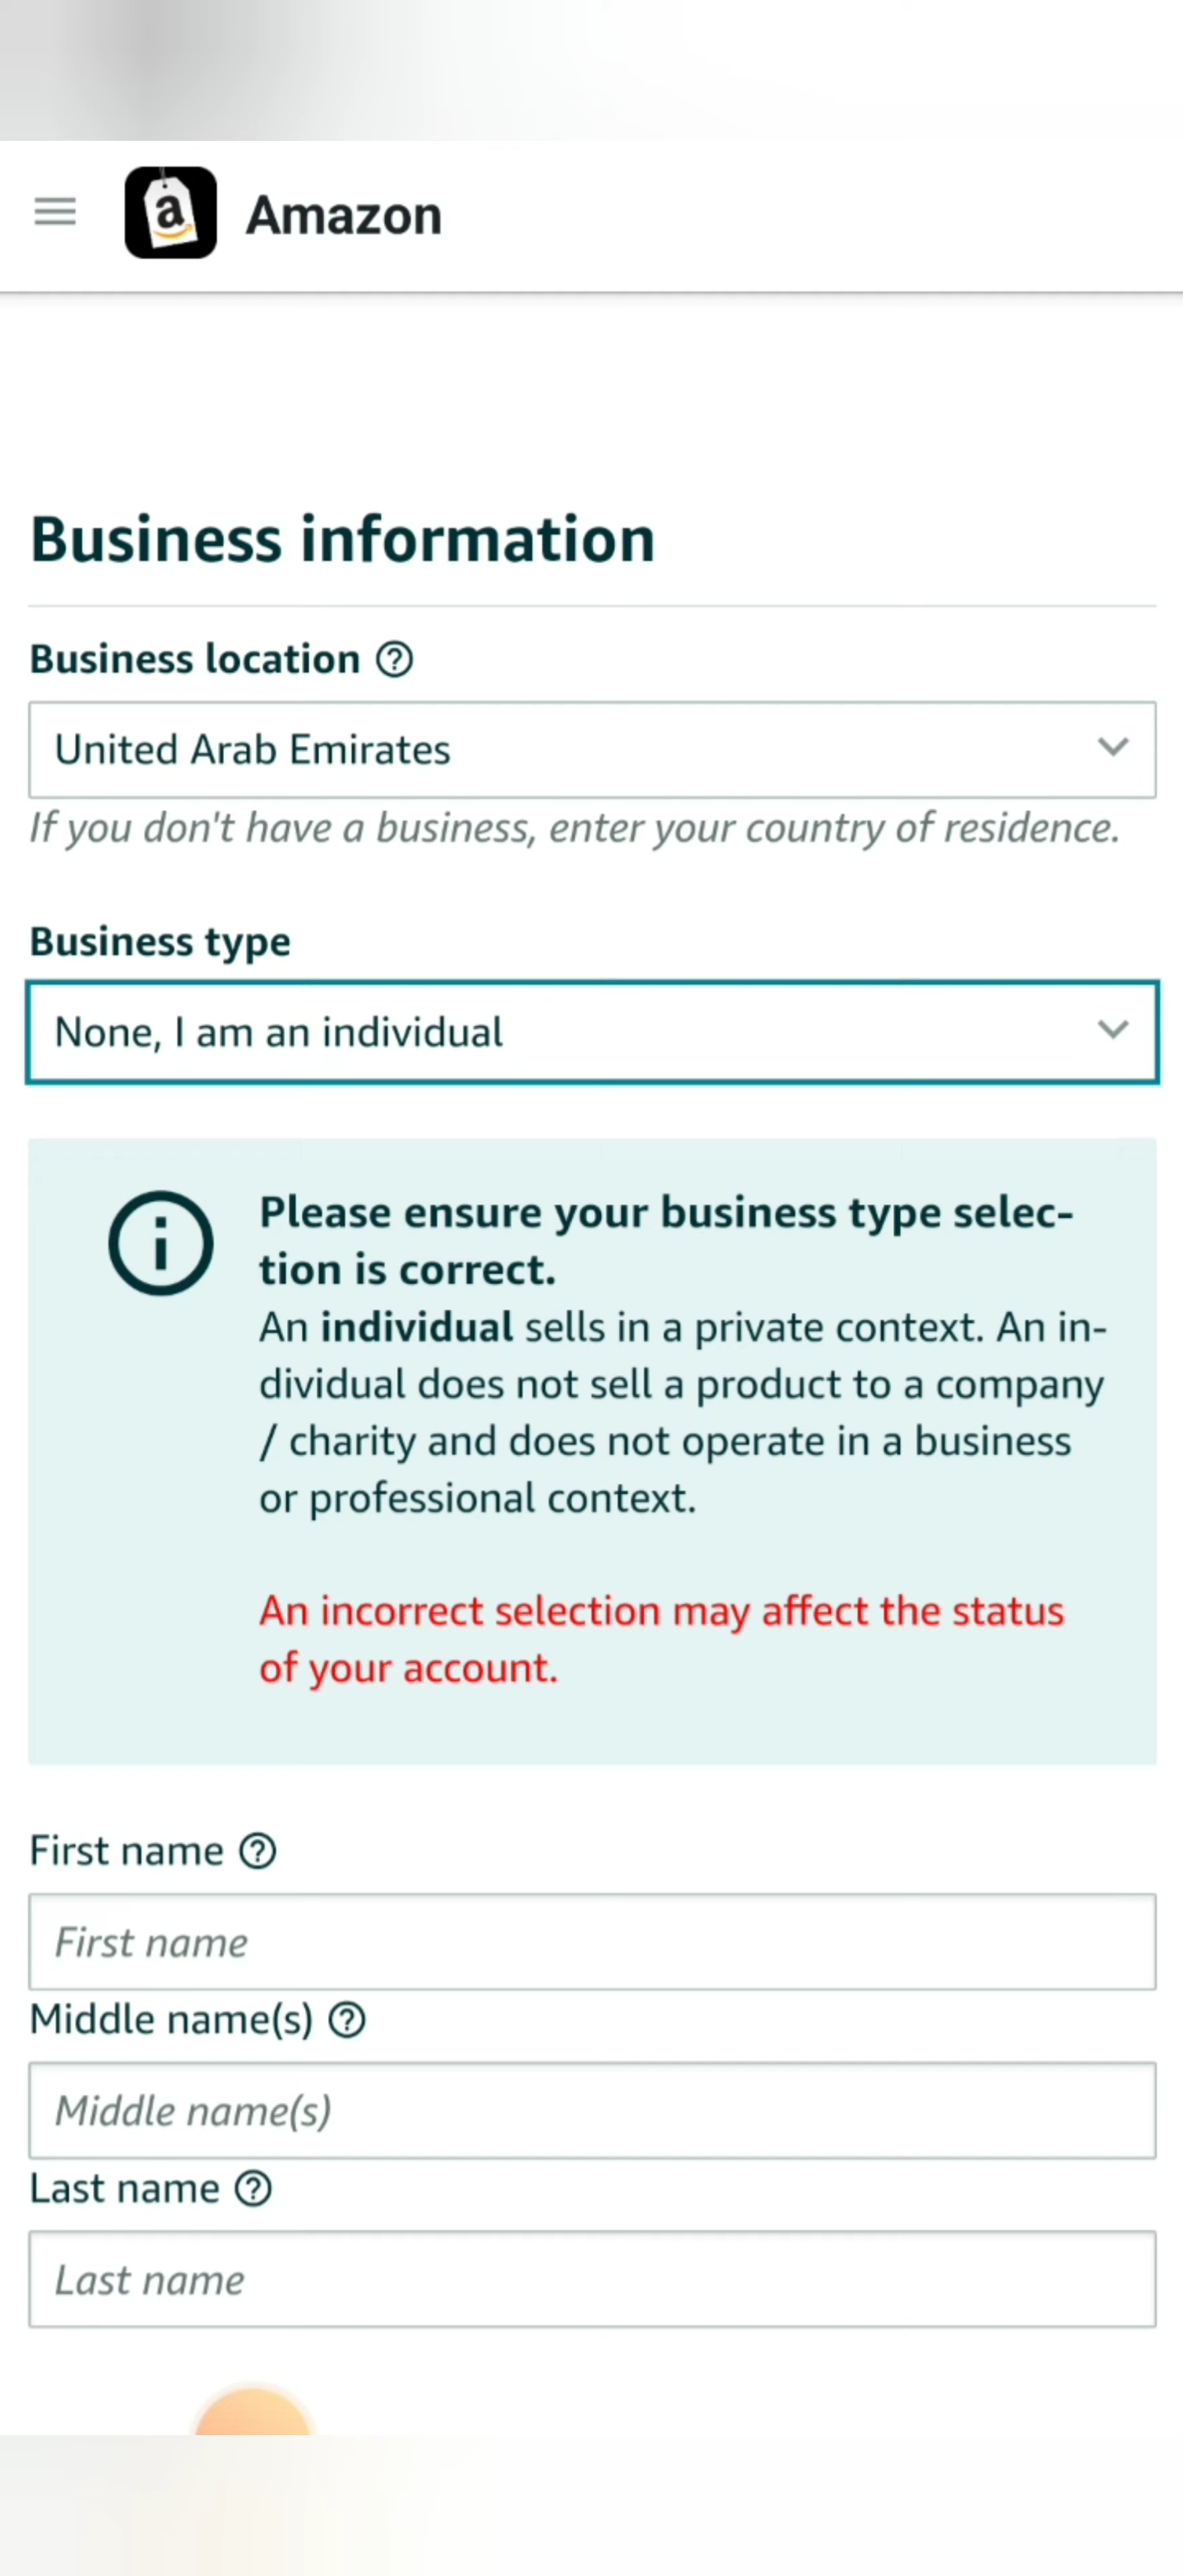 a Amazon
Business information
Business location
United Arab Emirates
If you don't have a business, enter your country of residence.
Business type
None, I am an individual
Please ensure your business type selec-
tion is correct.
An individual sells in a private context. An in-
dividual does not sell a product to a company
/ charity and does not operate in a business
or professional context.
An incorrect selection may affect the status
of your account.
First name
First name
Middle name(s)
Middle name(s)
Last name
Last name